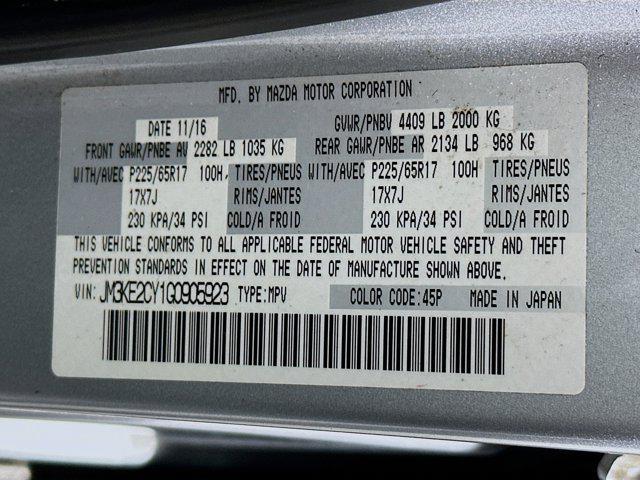 MFD. BY MAZDA MOTOR CORPORATION
DATE 11/16 GVWR/PNBV 4409 LB 2000 KG
FRONT GAWR/PNBE AV 2282 LB 1035 KG REAR GAWR/PNBE AR 2134 LB 968 KG
WITH/AVEC P225/65R17 100H, TIRES/PNEUS WITH/AVEC P225/65R17 100H TIRES/PNEUS
17X7J RIMS/JANTES 17X7J RIMS/JANTES
230 KPA/34 PSI COLD/A FROID 230 KPA/34 PSI COLD/A FROID
THIS VEHICLE CONFORMS TO ALL APPLICABLE FEDERAL MOTOR VEHICLE SAFETY AND THEFT
PREVENTION STANDARDS IN EFFECT ON THE DATE OF MANUFACTURE SHOWN ABOVE.
VIN: JM3KE2CY1G0905923 TYPE: MPV COLOR CODE: 45P MADE IN JAPAN